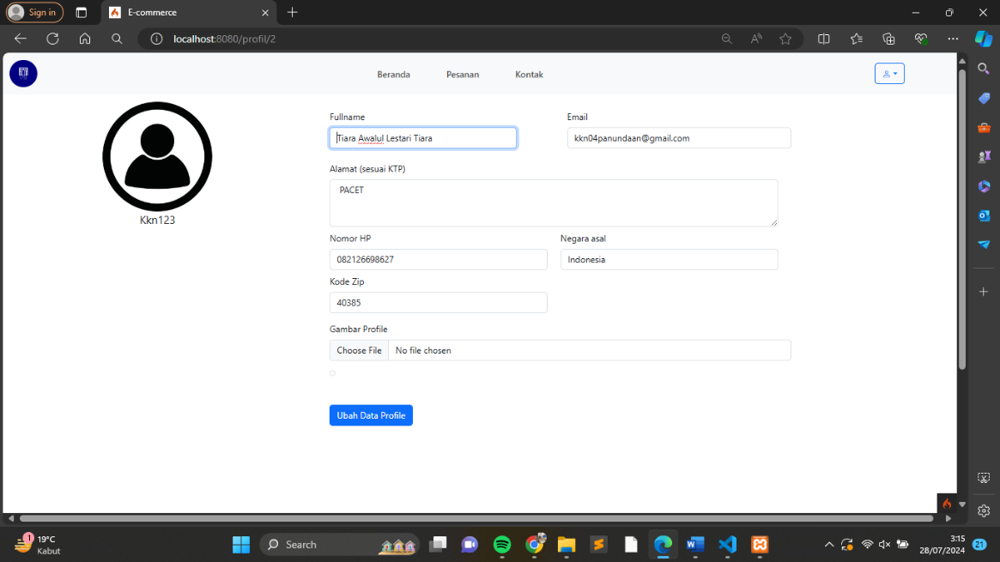 Sign in
E-commerce
localhost:8080/profil/2
Beranda Pesanan Kontak
Fullname Email
Tiara Awalul Lestari Tiara kkn04panundaan@gmail.com
Kkn123
Alamat (sesuai KTP)
PACET
Nomor HP Negara asal
082126698627 Indonesia
Kode Zip
40385
Gambar Profile
Choose File No file chosen
Ubah Data Profile
1
19°C
Kabut
Search
3:15
28/07/2024
21